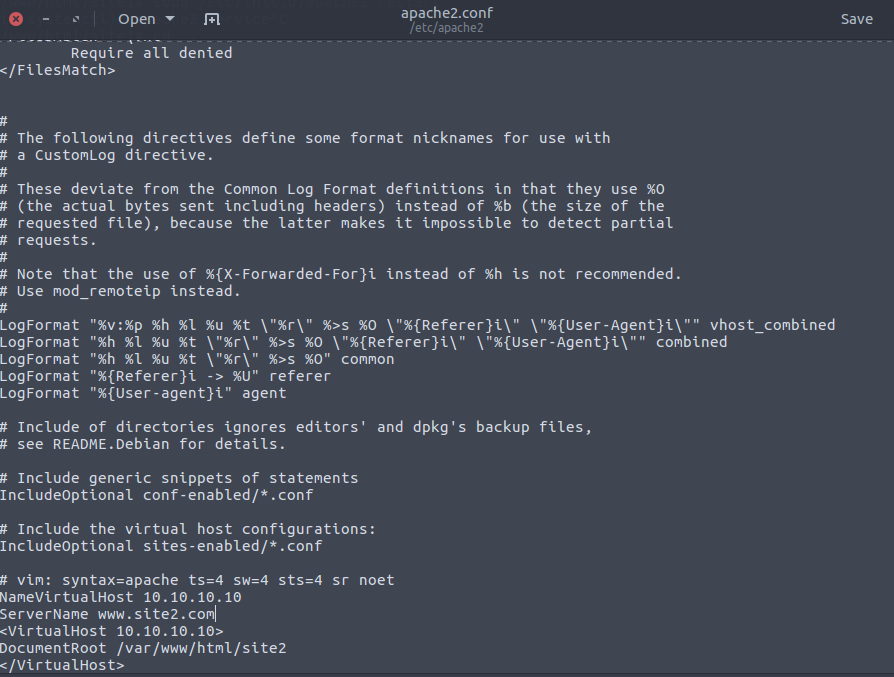 Open
apache2.conf
/etc/apache2
Save
        Require all denied
</FilesMatch>
#
# The following directives define some format nicknames for use with
# a CustomLog directive.
#
# These deviate from the Common Log Format definitions in that they use %O
# (the actual bytes sent including headers) instead of %b (the size of the
# requested file), because the latter makes it impossible to detect partial
# requests.
#
# Note that the use of %{X-Forwarded-For}i instead of %h is not recommended.
# Use mod_remoteip instead.
#
LogFormat "%v:%p %h %l %u %t \"%r\" %>s %O \"%{Referer}i\" \"%{User-Agent}i\"" vhost_combined
LogFormat "%h %l %u %t \"%r\" %>s %O \"%{Referer}i\" \"%{User-Agent}i\"" combined
LogFormat "%h %l %u %t \"%r\" %>s %O" common
LogFormat "%{Referer}i -> %U" referer
LogFormat "%{User-agent}i" agent
# Include of directories ignores editors' and dpkg's backup files,
# see README.Debian for details.
# Include generic snippets of statements
IncludeOptional conf-enabled/*.conf
# Include the virtual host configurations:
IncludeOptional sites-enabled/*.conf
# vim: syntax=apache ts=4 sw=4 sts=4 sr noet
NameVirtualHost 10.10.10.10
ServerName www.site2.com
<VirtualHost 10.10.10.10>
DocumentRoot /var/www/html/site2
</VirtualHost>